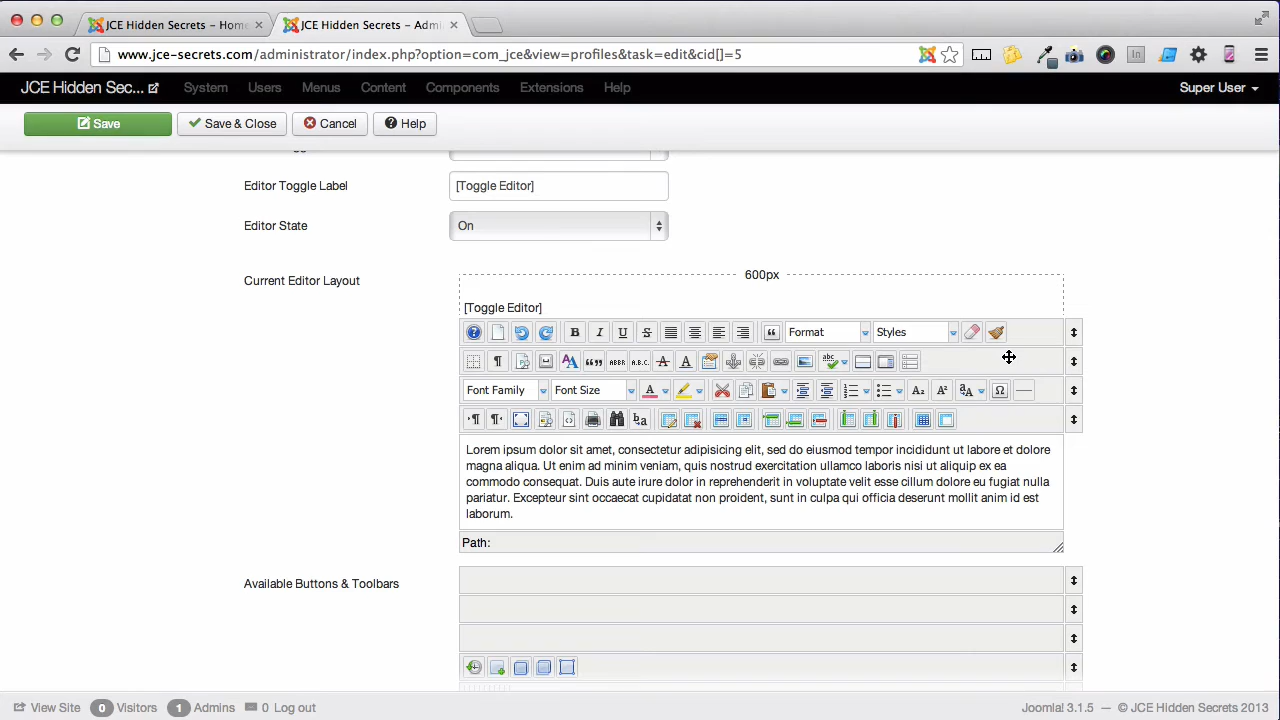 JCE Hidden Secrets - Home
JCE Hidden Secrets - Admi
www.jce-secrets.com/administrator/index.php?option=com_jce&view=profiles&task=edit&cid[]=5
JCE Hidden Sec... System Users Menus Content Components Extensions Help Super User
Save Save & Close Cancel Help
Editor Toggle Label [Toggle Editor]
Editor State On
Current Editor Layout 600px
[Toggle Editor]
B I U S Format Styles
ABBR A.B.C. A A abc
Font Family Font Size A A₂ A² aA Ω
Lorem ipsum dolor sit amet, consectetur adipisicing elit, sed do eiusmod tempor incididunt ut labore et dolore
magna aliqua. Ut enim ad minim veniam, quis nostrud exercitation ullamco laboris nisi ut aliquip ex ea
commodo consequat. Duis aute irure dolor in reprehenderit in voluptate velit esse cillum dolore eu fugiat nulla
pariatur. Excepteur sint occaecat cupidatat non proident, sunt in culpa qui officia deserunt mollit anim id est
laborum.
Path:
Available Buttons & Toolbars
View Site 0 Visitors 1 Admins 0 Log out Joomla! 3.1.5 — © JCE Hidden Secrets 2013